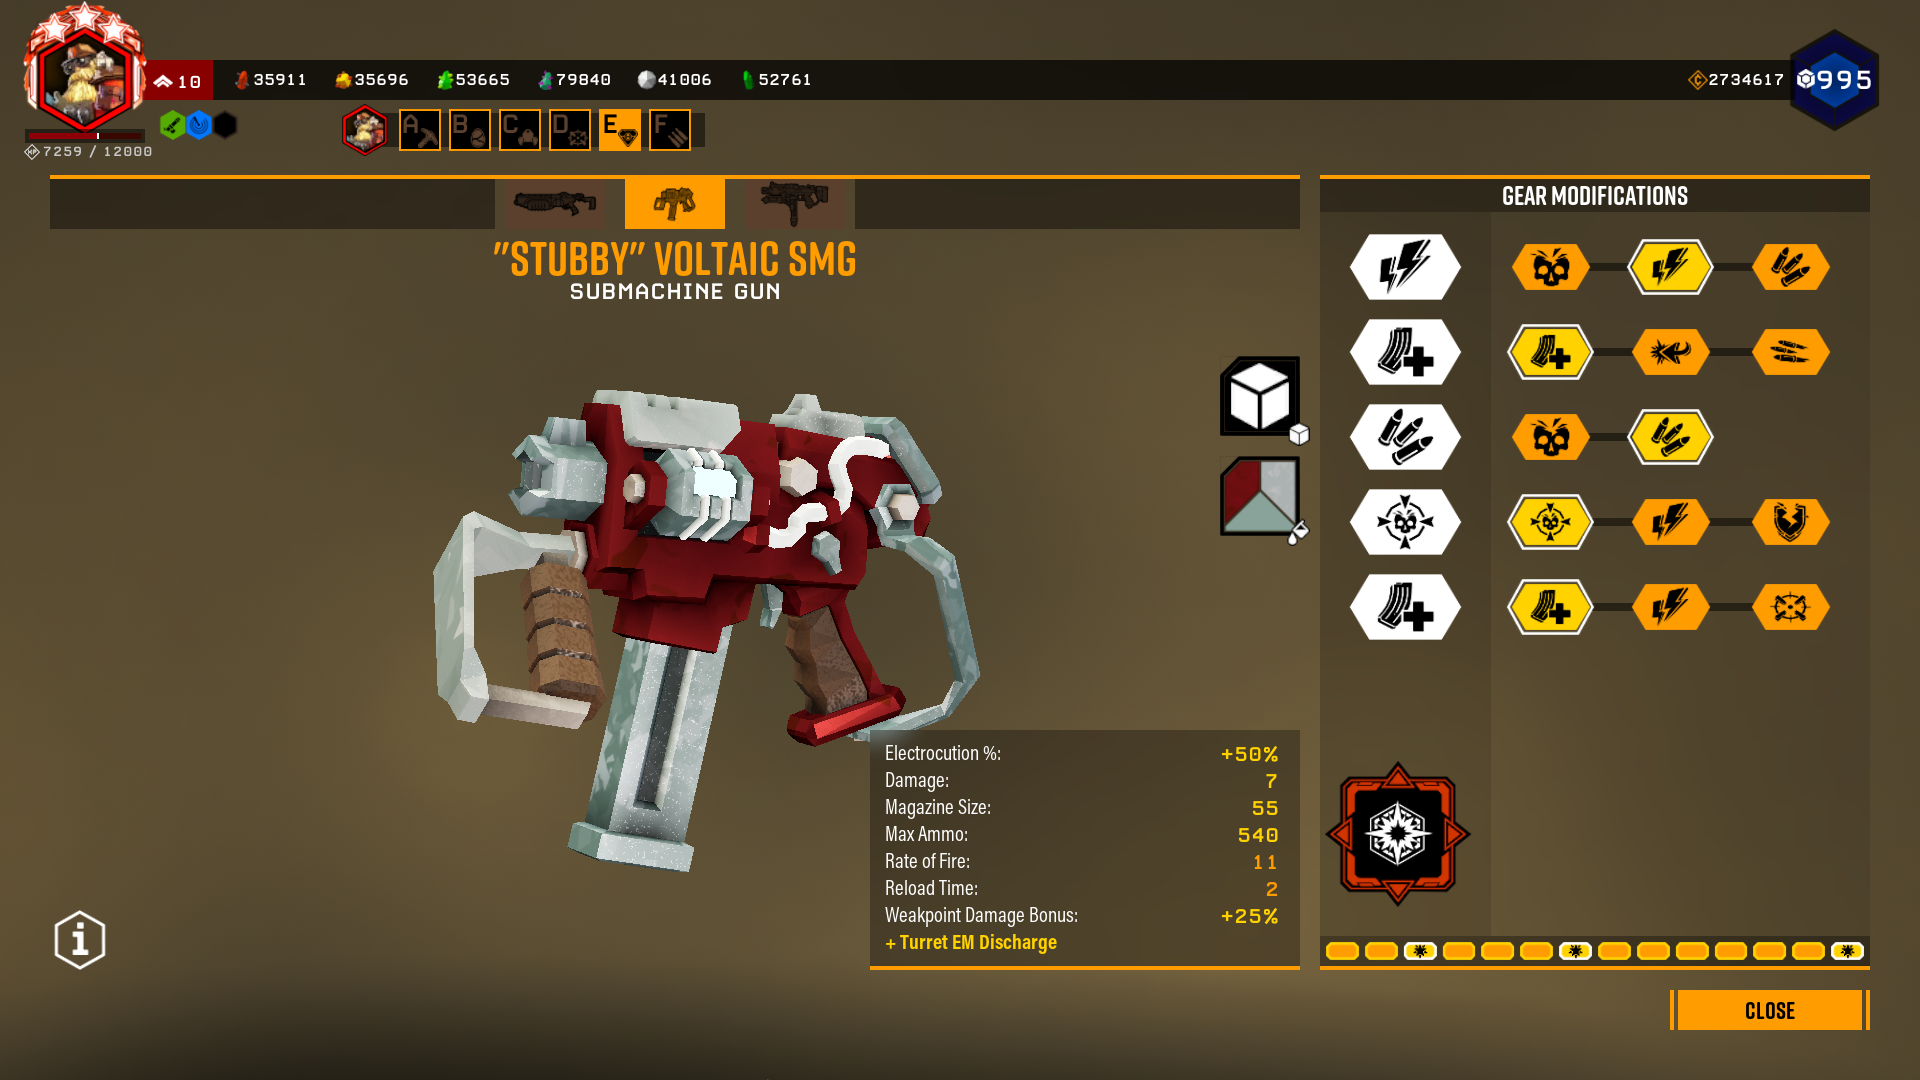 10
35911
35696
53665
79840
41006
52761
2734617
995
7259 / 12000
A
B
C
D
E
F
GEAR MODIFICATIONS
"STUBBY" VOLTAIC SMG
SUBMACHINE GUN
Electrocution %: +50%
Damage: 7
Magazine Size: 55
Max Ammo: 540
Rate of Fire: 11
Reload Time: 2
Weakpoint Damage Bonus: +25%
+ Turret EM Discharge
CLOSE